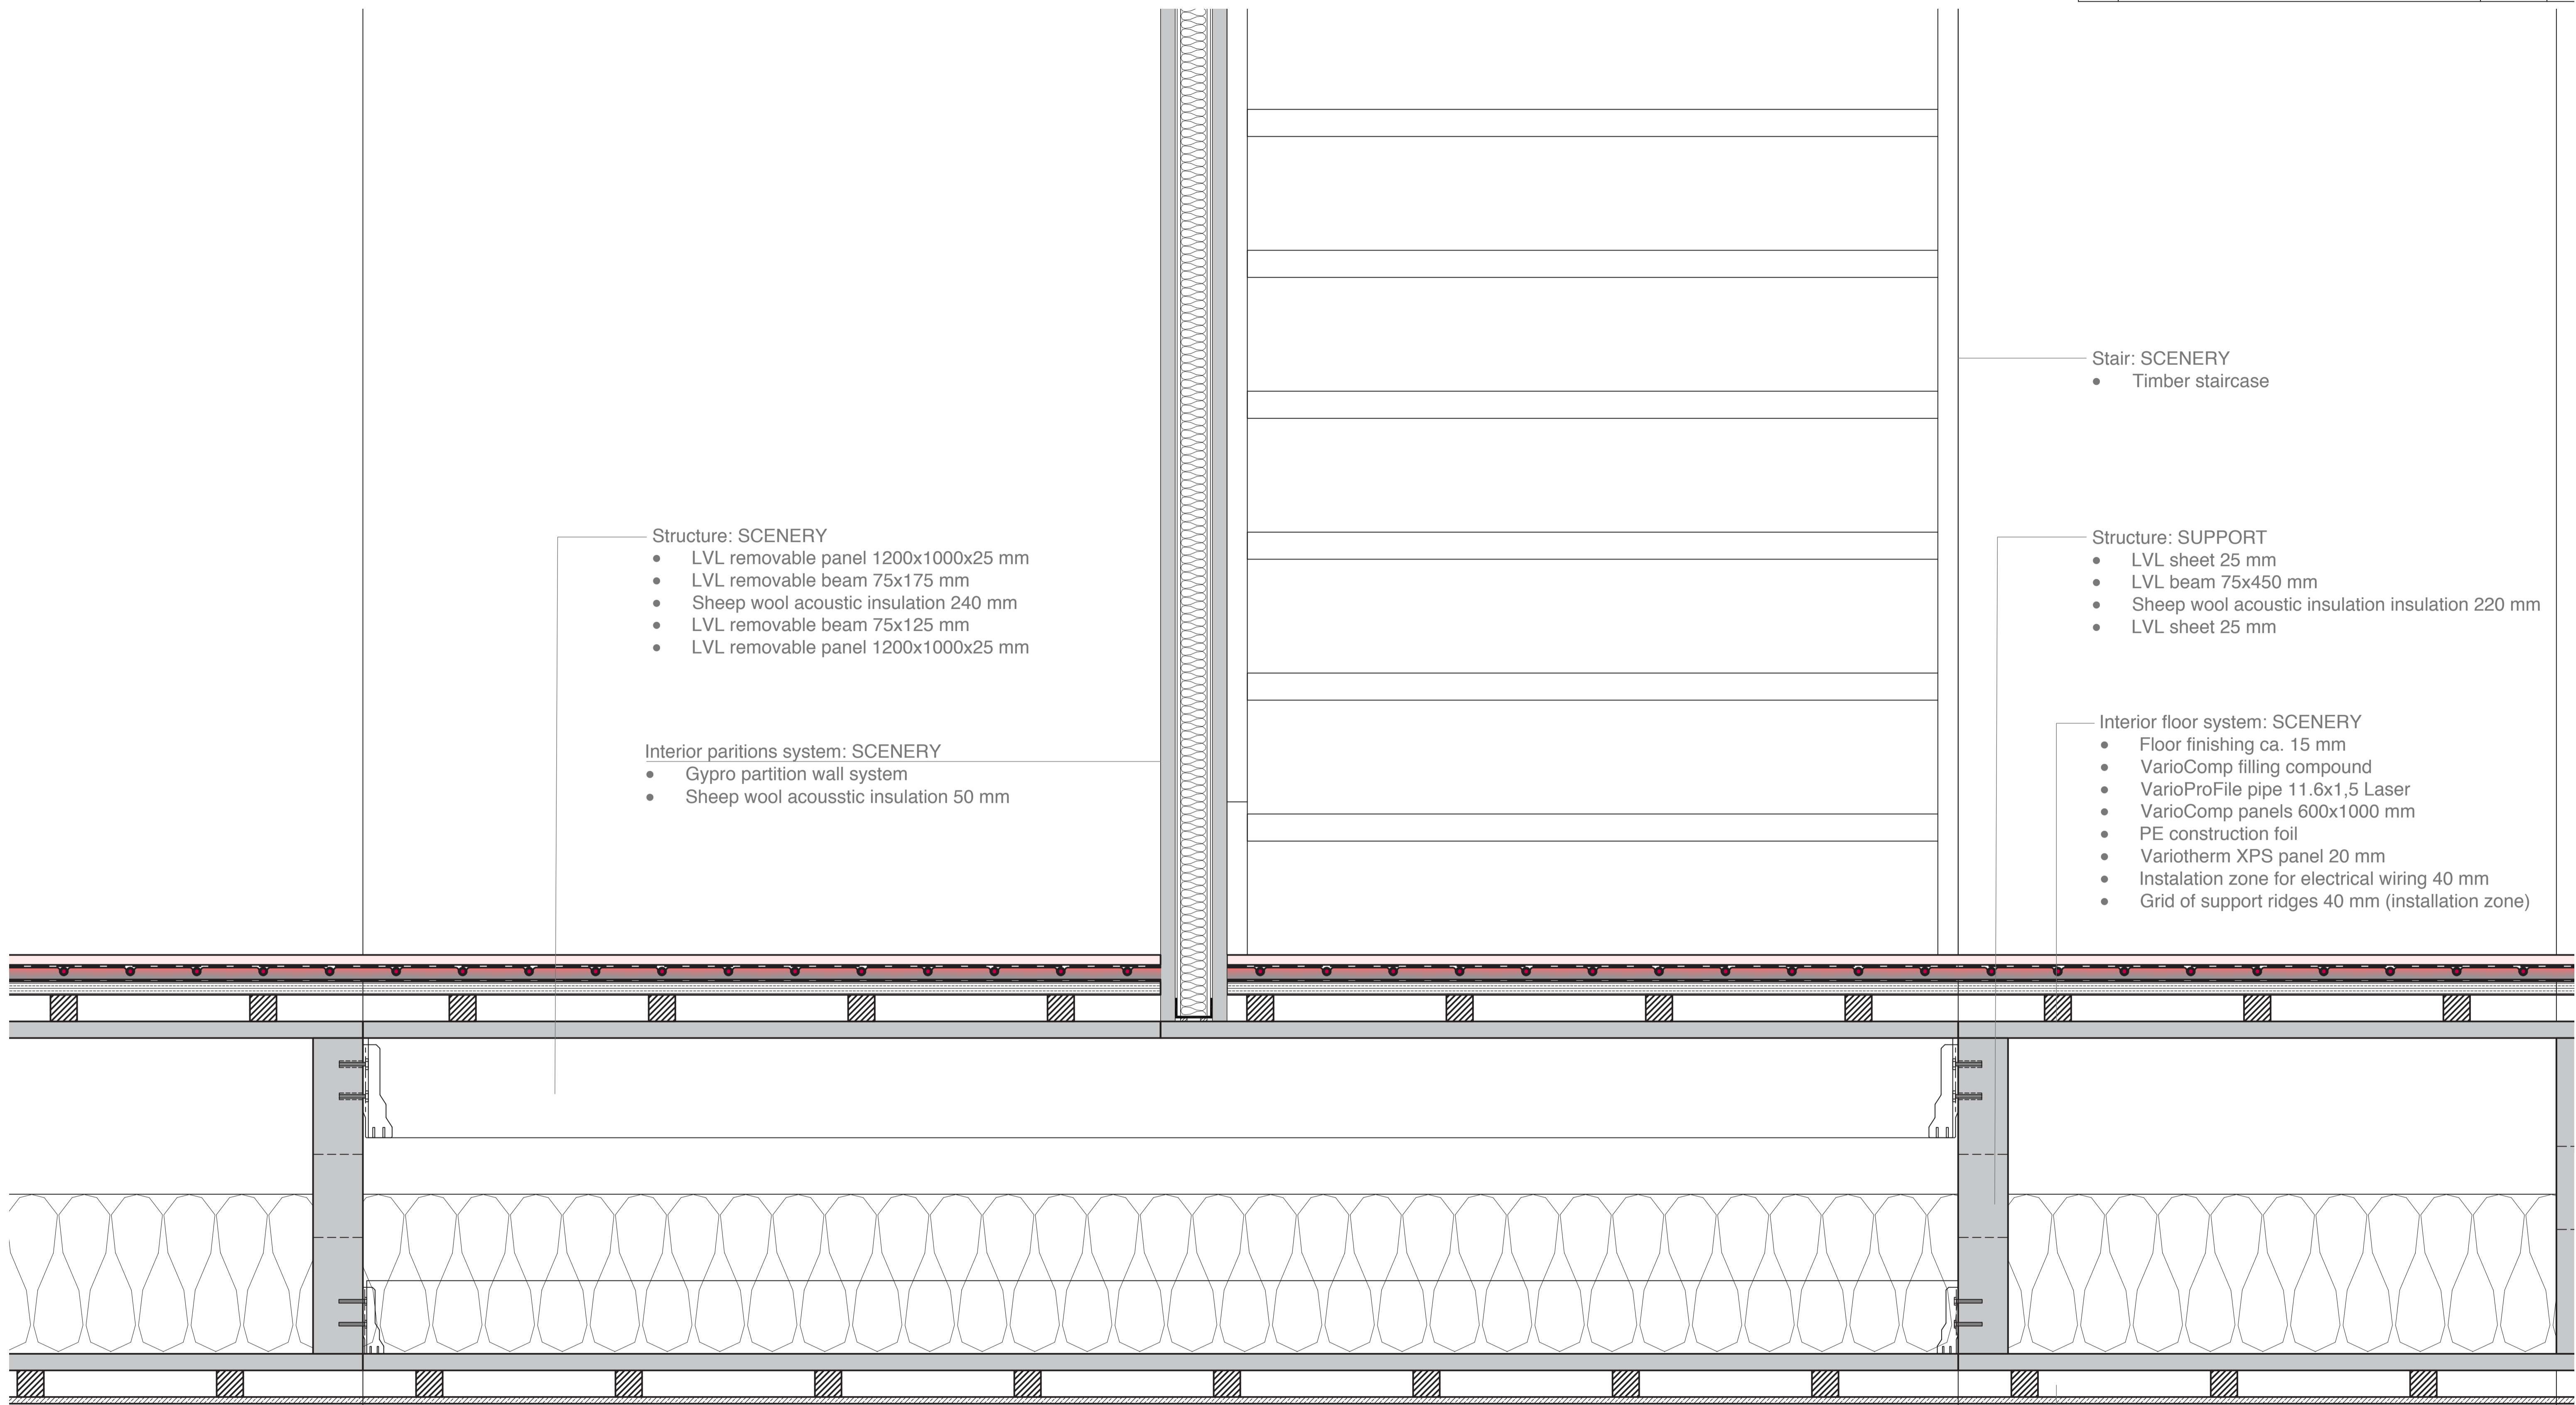 Structure: SCENERY
• LVL removable panel 1200x1000x25 mm
• LVL removable beam 75x175 mm
• Sheep wool acoustic insulation 240 mm
• LVL removable beam 75x125 mm
• LVL removable panel 1200x1000x25 mm
Interior paritions system: SCENERY
• Gypro partition wall system
• Sheep wool acousstic insulation 50 mm
Stair: SCENERY
• Timber staircase
Structure: SUPPORT
• LVL sheet 25 mm
• LVL beam 75x450 mm
• Sheep wool acoustic insulation insulation 220 mm
• LVL sheet 25 mm
Interior floor system: SCENERY
• Floor finishing ca. 15 mm
• VarioComp filling compound
• VarioProFile pipe 11.6x1,5 Laser
• VarioComp panels 600x1000 mm
• PE construction foil
• Variotherm XPS panel 20 mm
• Instalation zone for electrical wiring 40 mm
• Grid of support ridges 40 mm (installation zone)